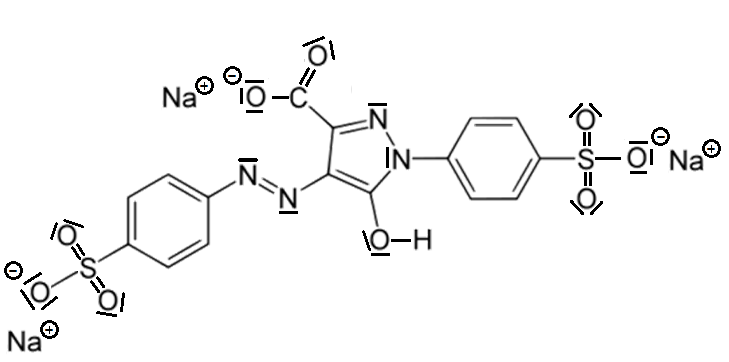 O
Na⊕ ⊖O C N O
N S O⊖ Na⊕
N O
N
O O H
⊖ S
O O
Na⊕